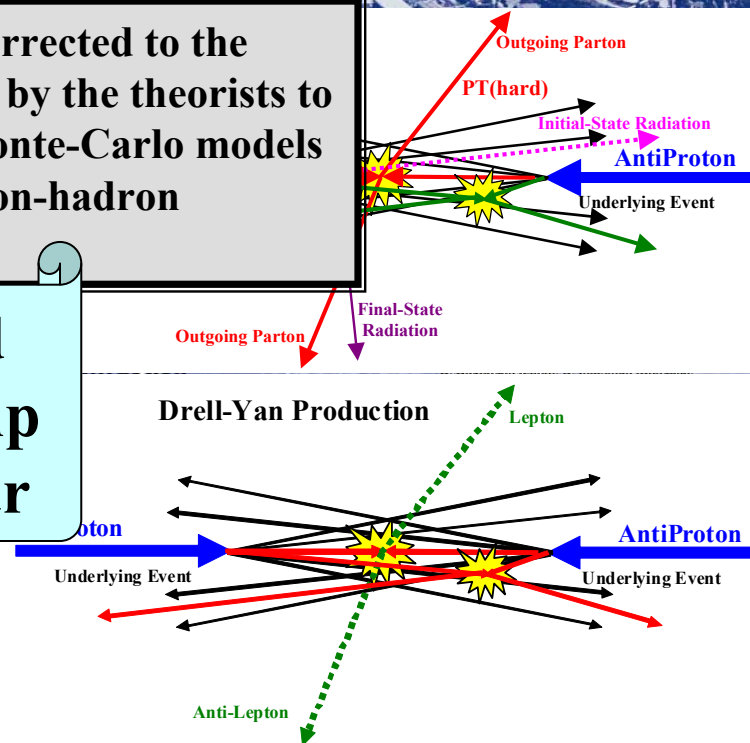 rrected to the
by the theorists to
onte-Carlo models
on-hadron
Outgoing Parton
PT(hard)
Initial-State Radiation
AntiProton
Underlying Event
Final-State
Radiation
Outgoing Parton
Drell-Yan Production
Lepton
p
r
oton
AntiProton
Underlying Event
Underlying Event
Anti-Lepton